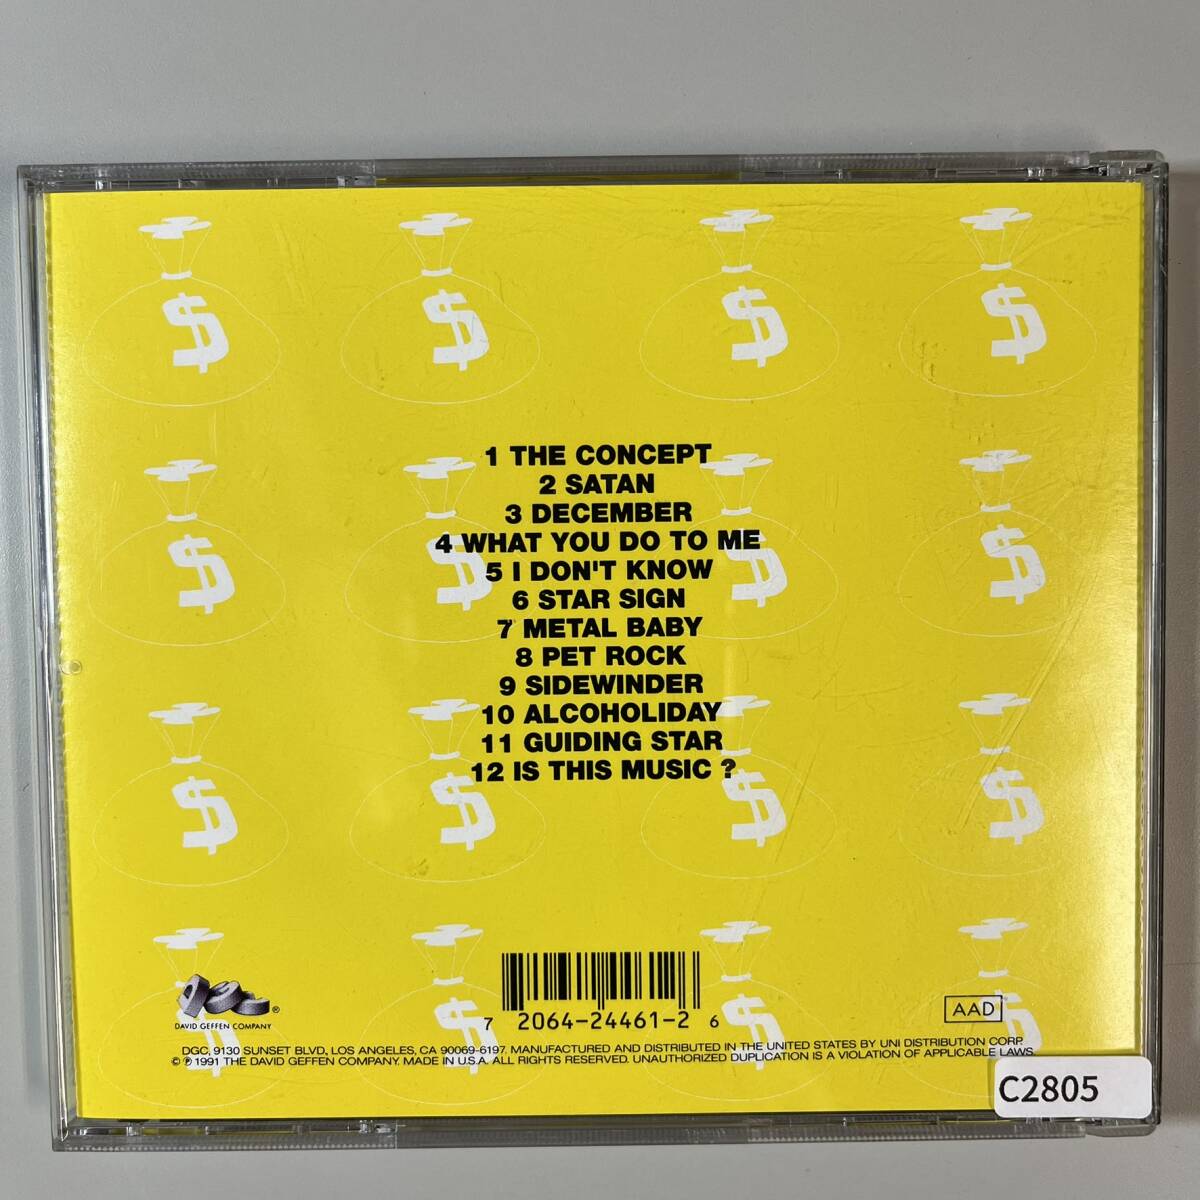 1 THE CONCEPT
2 SATAN
3 DECEMBER
4 WHAT YOU DO TO ME
5 I DON'T KNOW
6 STAR SIGN
7 METAL BABY
8 PET ROCK
9 SIDEWINDER
10 ALCOHOLIDAY
11 GUIDING STAR
12 IS THIS MUSIC ?
DGC ®
DAVID GEFFEN COMPANY
7 2064-24461-2 6
AAD
DGC, 9130 SUNSET BLVD, LOS ANGELES, CA 90069-6197. MANUFACTURED AND DISTRIBUTED IN THE UNITED STATES BY UNI DISTRIBUTION CORP.
© ℗ 1991 THE DAVID GEFFEN COMPANY. MADE IN U.S.A. ALL RIGHTS RESERVED. UNAUTHORIZED DUPLICATION IS A VIOLATION OF APPLICABLE LAWS
C2805